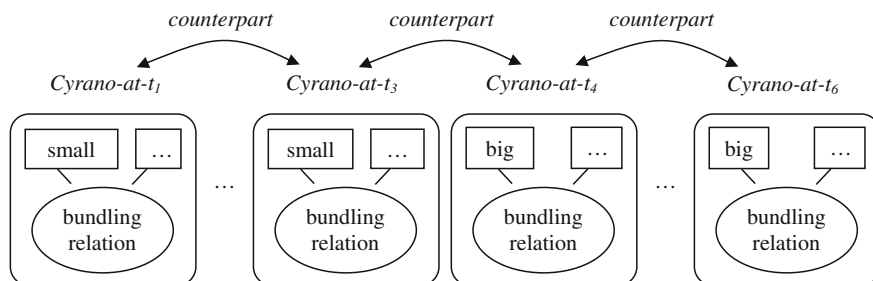 counterpart counterpart counterpart
Cyrano-at-t1 Cyrano-at-t3 Cyrano-at-t4 Cyrano-at-t6
small … small … big … big …
… …
bundling bundling bundling bundling
relation relation relation relation